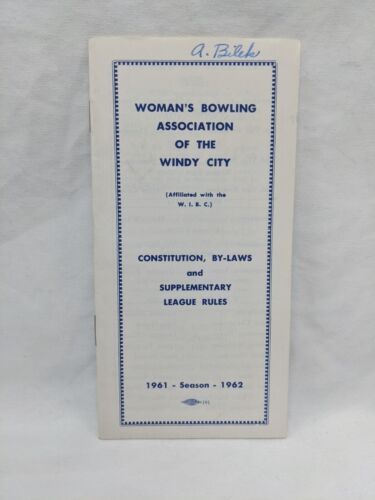 A. Bilek
WOMAN'S BOWLING
ASSOCIATION
OF THE
WINDY CITY
(Affiliated with the
W. I. B. C.)
CONSTITUTION, BY-LAWS
and
SUPPLEMENTARY
LEAGUE RULES
1961 - Season - 1962